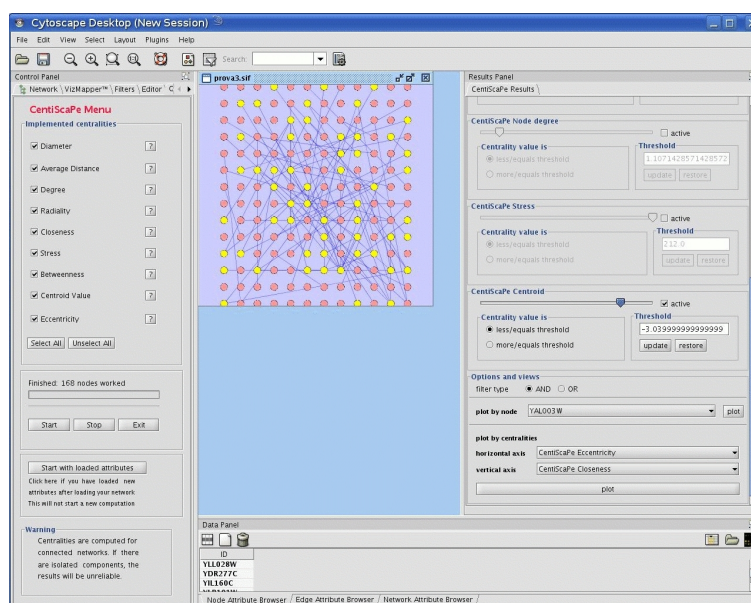 Cytoscape Desktop (New Session)
File Edit View Select Layout Plugins Help
Search:
Control Panel
Network VizMapper™ Filters Editor C
CentiScaPe Menu
Implemented centralities
Diameter ?
Average Distance ?
Degree ?
Radiality ?
Closeness ?
Stress ?
Betweenness ?
Centroid Value ?
Eccentricity ?
Select All Unselect All
Finished: 168 nodes worked
Start Stop Exit
Start with loaded attributes
Click here if you have loaded new
attributes after loading your network
This will not start a new computation
Warning
Centralities are computed for
connected networks. If there
are isolated components, the
results will be unreliable.
prova3.sif
Results Panel
CentiScaPe Results
CentiScaPe Node degree
active
Centrality value is
less/equals threshold
more/equals threshold
Threshold
1.1071428571428572
update restore
CentiScaPe Stress
active
Centrality value is
less/equals threshold
more/equals threshold
Threshold
212.0
update restore
CentiScaPe Centroid
active
Centrality value is
less/equals threshold
more/equals threshold
Threshold
-3.039999999999999
update restore
Options and views
filter type AND OR
plot by node YAL003W plot
plot by centralities
horizontal axis CentiScaPe Eccentricity
vertical axis CentiScaPe Closeness
plot
Data Panel
ID
YLL028W
YDR277C
YIL160C
Node Attribute Browser Edge Attribute Browser Network Attribute Browser